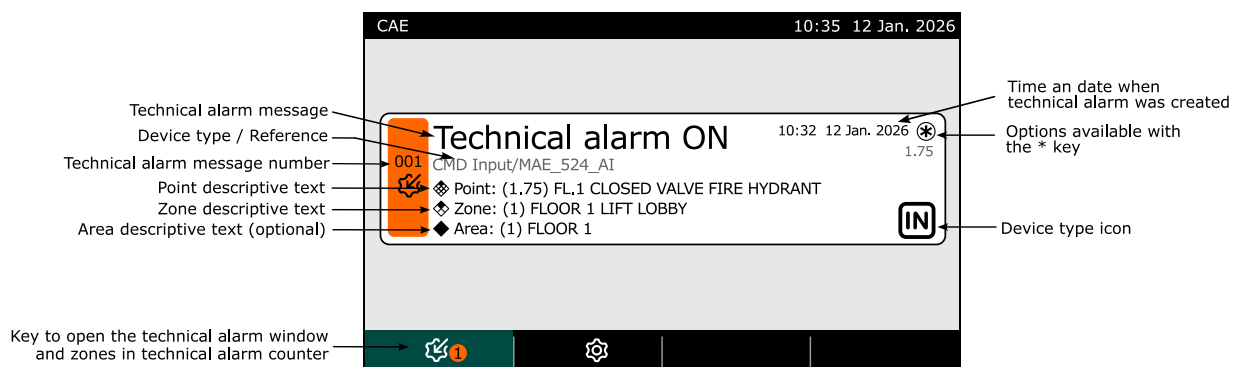 CAE 10:35 12 Jan. 2026
Time an date when
technical alarm was created
Technical alarm message
Technical alarm ON
10:32 12 Jan. 2026
Options available with
the * key
Device type / Reference
001
CMD Input/MAE_524_AI
1.75
Technical alarm message number
Point descriptive text
Point: (1.75) FL.1 CLOSED VALVE FIRE HYDRANT
Zone descriptive text
Zone: (1) FLOOR 1 LIFT LOBBY
Area descriptive text (optional)
Area: (1) FLOOR 1
IN
Device type icon
Key to open the technical alarm window
and zones in technical alarm counter
1